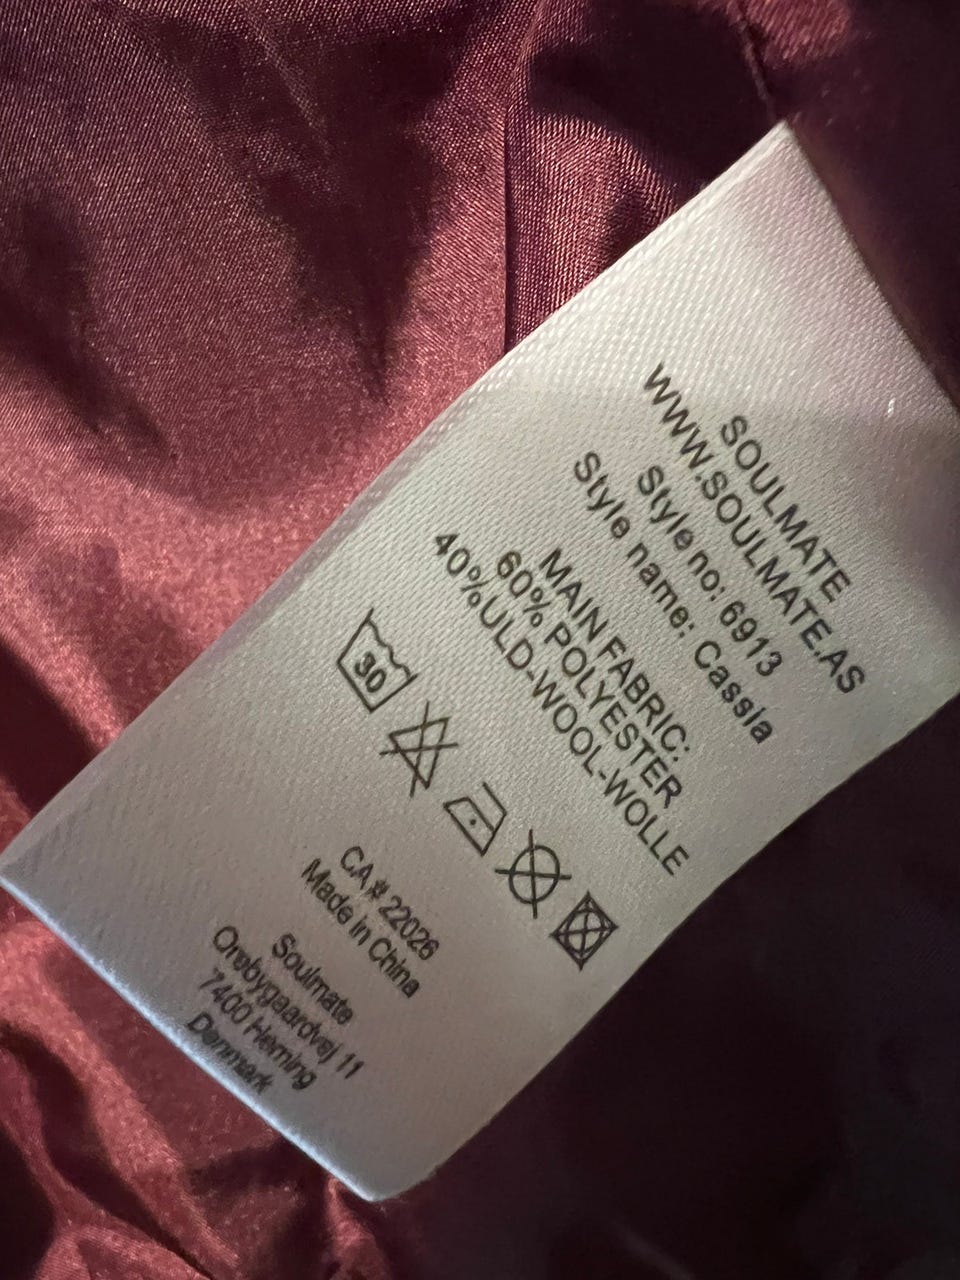 SOULMATE
WWW.SOULMATE.AS
Style no: 6913
Style name: Cassia
MAIN FABRIC:
60% POLYESTER
40%ULD-WOOL-WOLLE
30
CA # 22026
Made in China
Soulmate
Orebygaardvej 11
7400 Herning
Denmark